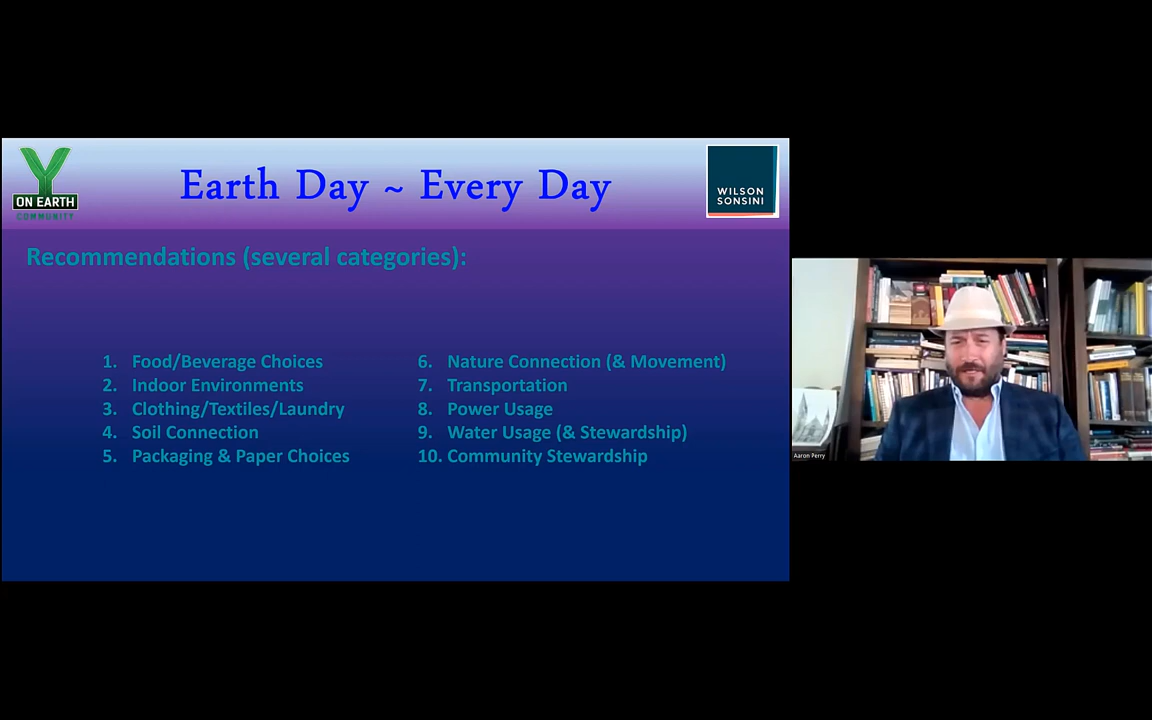 Y
ON EARTH
COMMUNITY
Earth Day ~ Every Day
WILSON
SONSINI
Recommendations (several categories):
1. Food/Beverage Choices
2. Indoor Environments
3. Clothing/Textiles/Laundry
4. Soil Connection
5. Packaging & Paper Choices
6. Nature Connection (& Movement)
7. Transportation
8. Power Usage
9. Water Usage (& Stewardship)
10. Community Stewardship
Aaron Perry